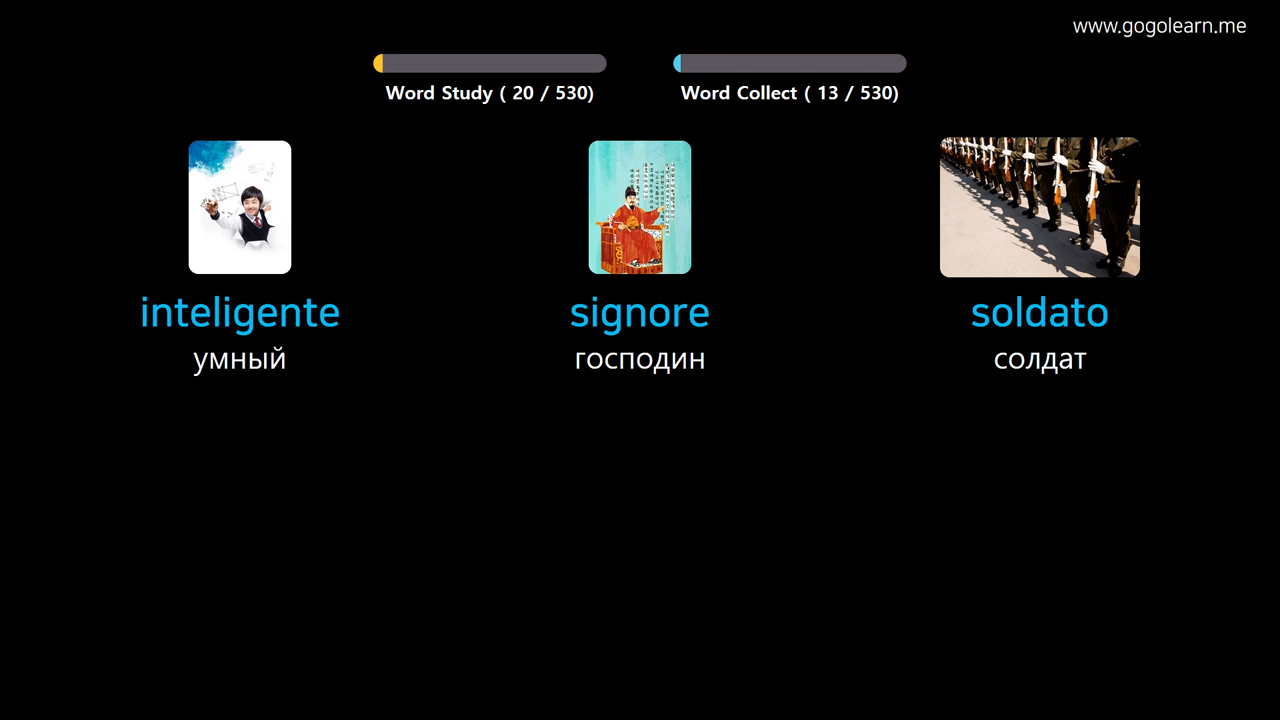 www.gogolearn.me
Word Study ( 20 / 530)
Word Collect ( 13 / 530)
inteligente
signore
soldato
умный
господин
солдат